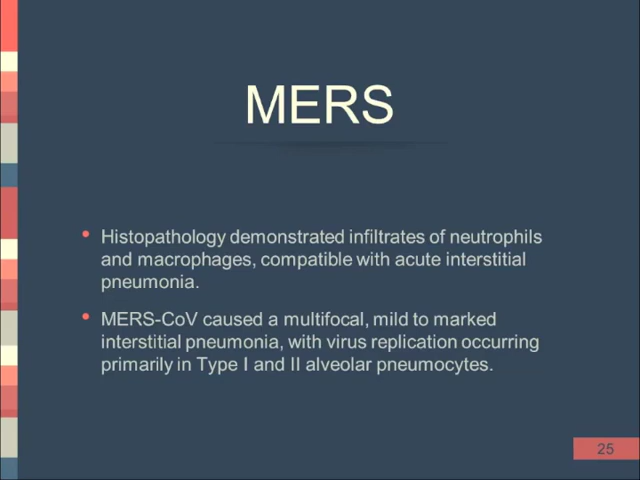 MERS
• Histopathology demonstrated infiltrates of neutrophils
and macrophages, compatible with acute interstitial
pneumonia.
• MERS-CoV caused a multifocal, mild to marked
interstitial pneumonia, with virus replication occurring
primarily in Type I and II alveolar pneumocytes.
25